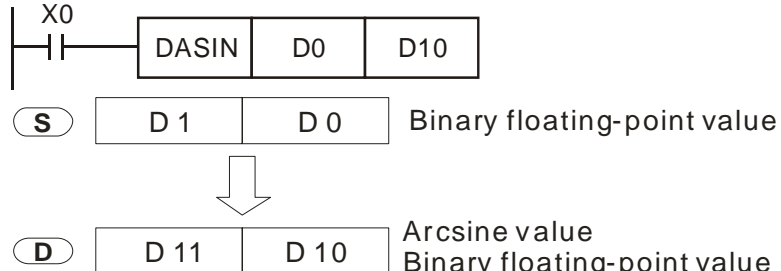 X0
DASIN D0 D10
S D 1 D 0 Binary floating-point value
Arcsine value
D D 11 D 10
Binary floating-point value